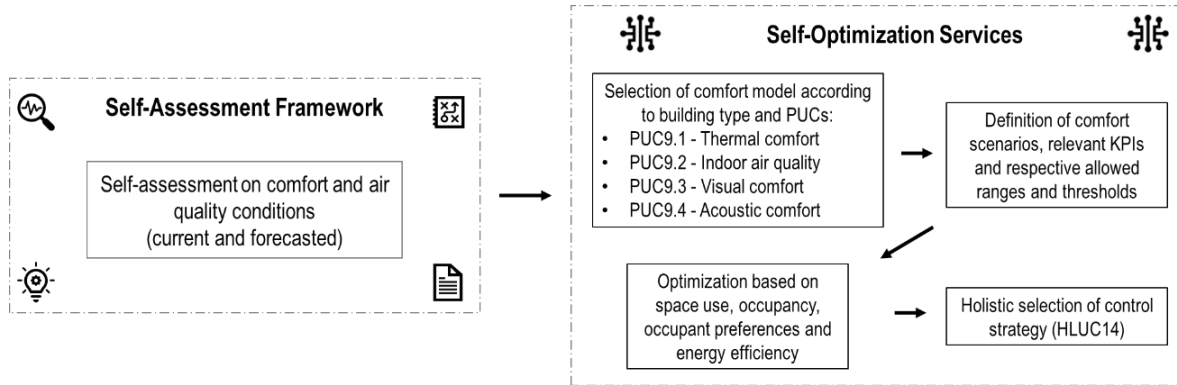 Self-Assessment Framework
Self-assessment on comfort and air
quality conditions
(current and forecasted)
Self-Optimization Services
Selection of comfort model according
to building type and PUCs:
• PUC9.1 - Thermal comfort
• PUC9.2 - Indoor air quality
• PUC9.3 - Visual comfort
• PUC9.4 - Acoustic comfort
Definition of comfort
scenarios, relevant KPIs
and respective allowed
ranges and thresholds
Optimization based on
space use, occupancy,
occupant preferences and
energy efficiency
Holistic selection of control
strategy (HLUC14)